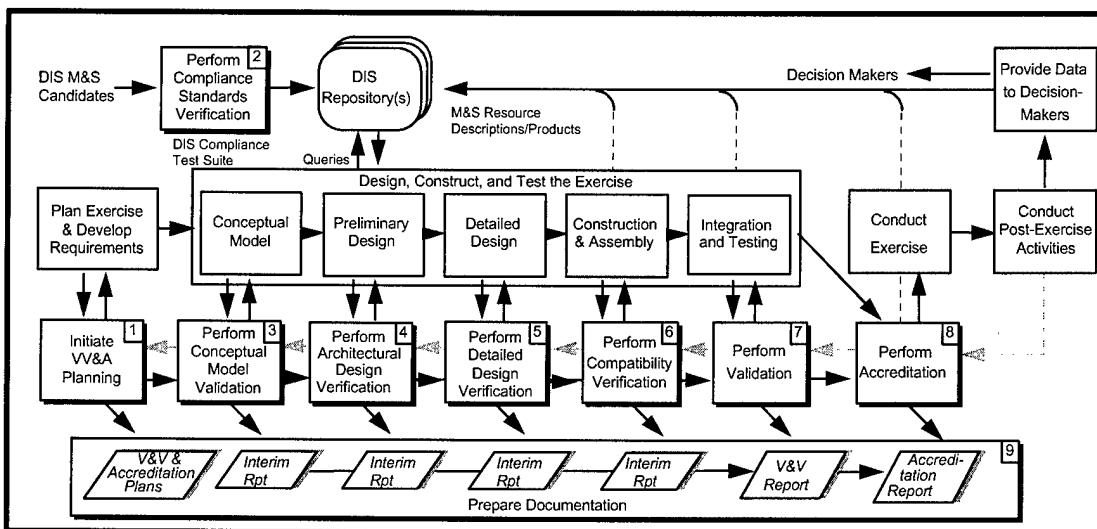 Perform
Compliance
Standards
Verification
2
DIS M&S
Candidates
DIS Compliance
Test Suite
DIS
Repository(s)
Queries
M&S Resource
Descriptions/Products
Decision Makers
Provide Data
to Decision-
Makers
Plan Exercise
& Develop
Requirements
Design, Construct, and Test the Exercise
Conceptual
Model
Preliminary
Design
Detailed
Design
Construction
& Assembly
Integration
and Testing
Conduct
Exercise
Conduct
Post-Exercise
Activities
1
Initiate
VV&A
Planning
3
Perform
Conceptual
Model
Validation
4
Perform
Architectural
Design
Verification
5
Perform
Detailed
Design
Verification
6
Perform
Compatibility
Verification
7
Perform
Validation
8
Perform
Accreditation
9
V&V &
Accreditation
Plans
Interim
Rpt
Interim
Rpt
Interim
Rpt
Interim
Rpt
V&V
Report
Accredi-
tation
Report
Prepare Documentation